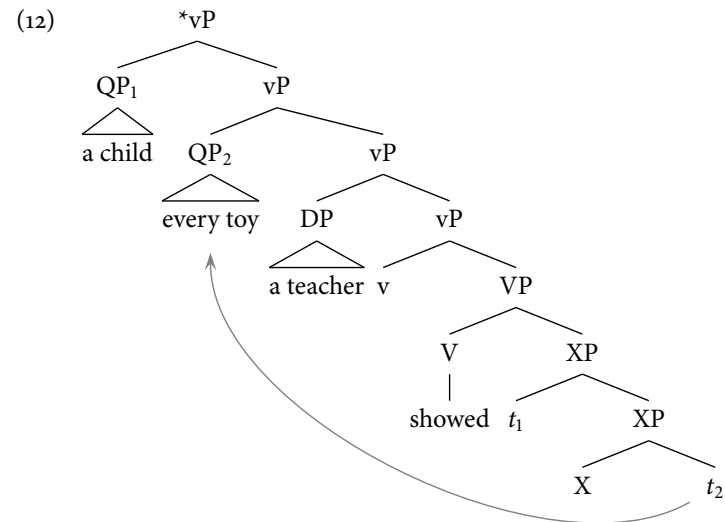 (12) *vP
QP₁ vP
a child QP₂ vP
every toy DP vP
a teacher v VP
V XP
showed t₁ XP
X t₂